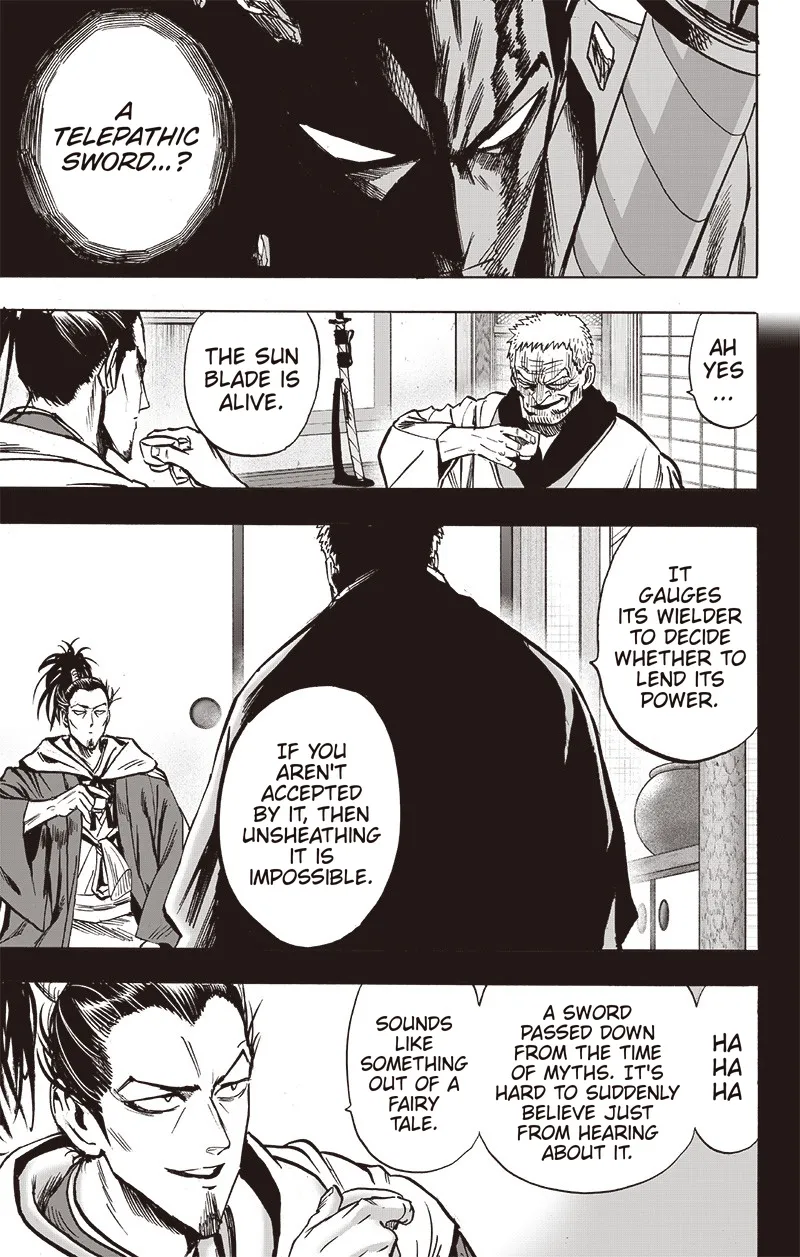 A
TELEPATHIC
SWORD...?
AH
YES
...
THE SUN
BLADE IS
ALIVE.
IT
GAUGES
ITS WIELDER
TO DECIDE
WHETHER TO
LEND ITS
POWER.
IF YOU
AREN'T
ACCEPTED
BY IT, THEN
UNSHEATHING
IT IS
IMPOSSIBLE.
HA
HA
HA
A SWORD
PASSED DOWN
FROM THE TIME
OF MYTHS. IT'S
HARD TO SUDDENLY
BELIEVE JUST
FROM HEARING
ABOUT IT.
SOUNDS
LIKE
SOMETHING
OUT OF A
FAIRY
TALE.